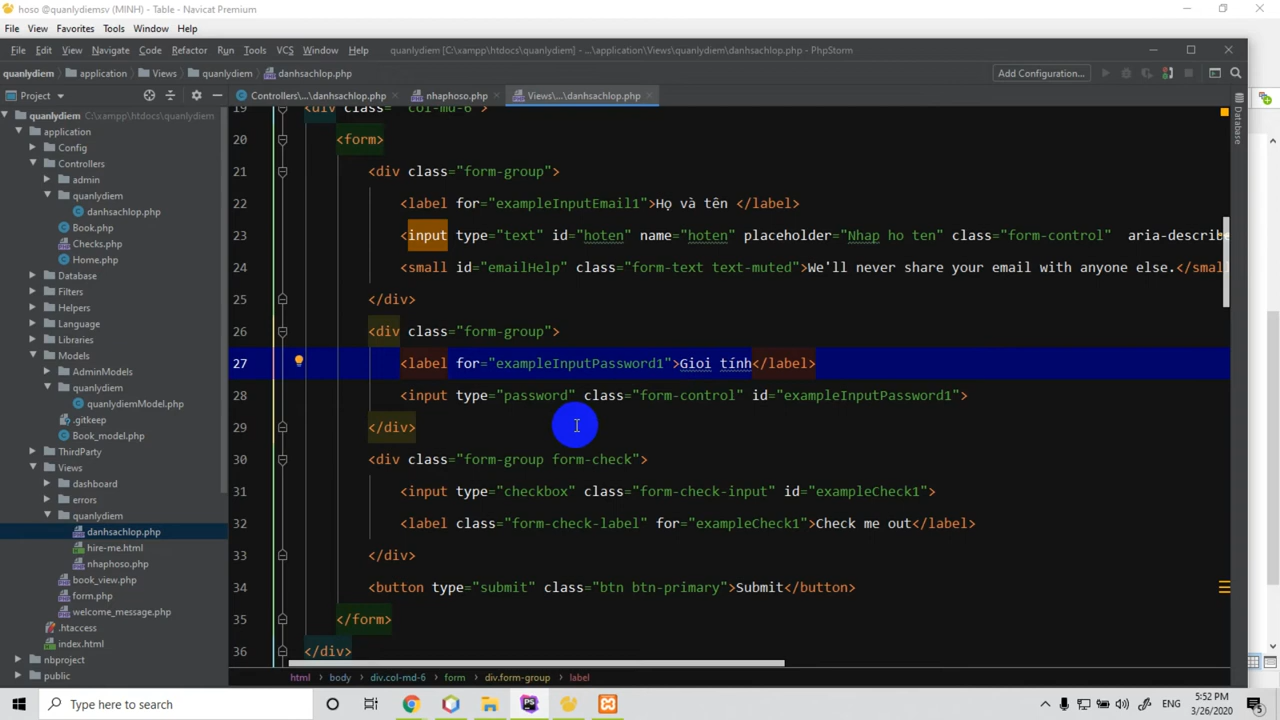 hoso @quanlydiemsv (MINH) - Table - Navicat Premium
File View Favorites Tools Window Help
File Edit View Navigate Code Refactor Run Tools VCS Window Help quanlydiem [C:\xampp\htdocs\quanlydiem] - ...\application\Views\quanlydiem\danhsachlop.php - PhpStorm
quanlydiem application Views quanlydiem danhsachlop.php Add Configuration...
Project Controllers\...\danhsachlop.php nhaphoso.php Views\...\danhsachlop.php
quanlydiem C:\xampp\htdocs\quanlydiem
application
Config
Controllers
admin
quanlydiem
danhsachlop.php
Book.php
Checks.php
Home.php
Database
Filters
Helpers
Language
Libraries
Models
AdminModels
quanlydiem
quanlydiemModel.php
.gitkeep
Book_model.php
ThirdParty
Views
dashboard
errors
quanlydiem
danhsachlop.php
hire-me.html
nhaphoso.php
book_view.php
form.php
welcome_message.php
.htaccess
index.html
nbproject
public
19 <div class="col-md-6">
20 <form>
21 <div class="form-group">
22 <label for="exampleInputEmail1">Họ và tên </label>
23 <input type="text" id="hoten" name="hoten" placeholder="Nhap ho ten" class="form-control" aria-describe
24 <small id="emailHelp" class="form-text text-muted">We'll never share your email with anyone else.</smal
25 </div>
26 <div class="form-group">
27 <label for="exampleInputPassword1">Gioi tính</label>
28 <input type="password" class="form-control" id="exampleInputPassword1">
29 </div>
30 <div class="form-group form-check">
31 <input type="checkbox" class="form-check-input" id="exampleCheck1">
32 <label class="form-check-label" for="exampleCheck1">Check me out</label>
33 </div>
34 <button type="submit" class="btn btn-primary">Submit</button>
35 </form>
36 </div>
Database
html body div.col-md-6 form div.form-group label
Type here to search
ENG
5:52 PM
3/26/2020
5